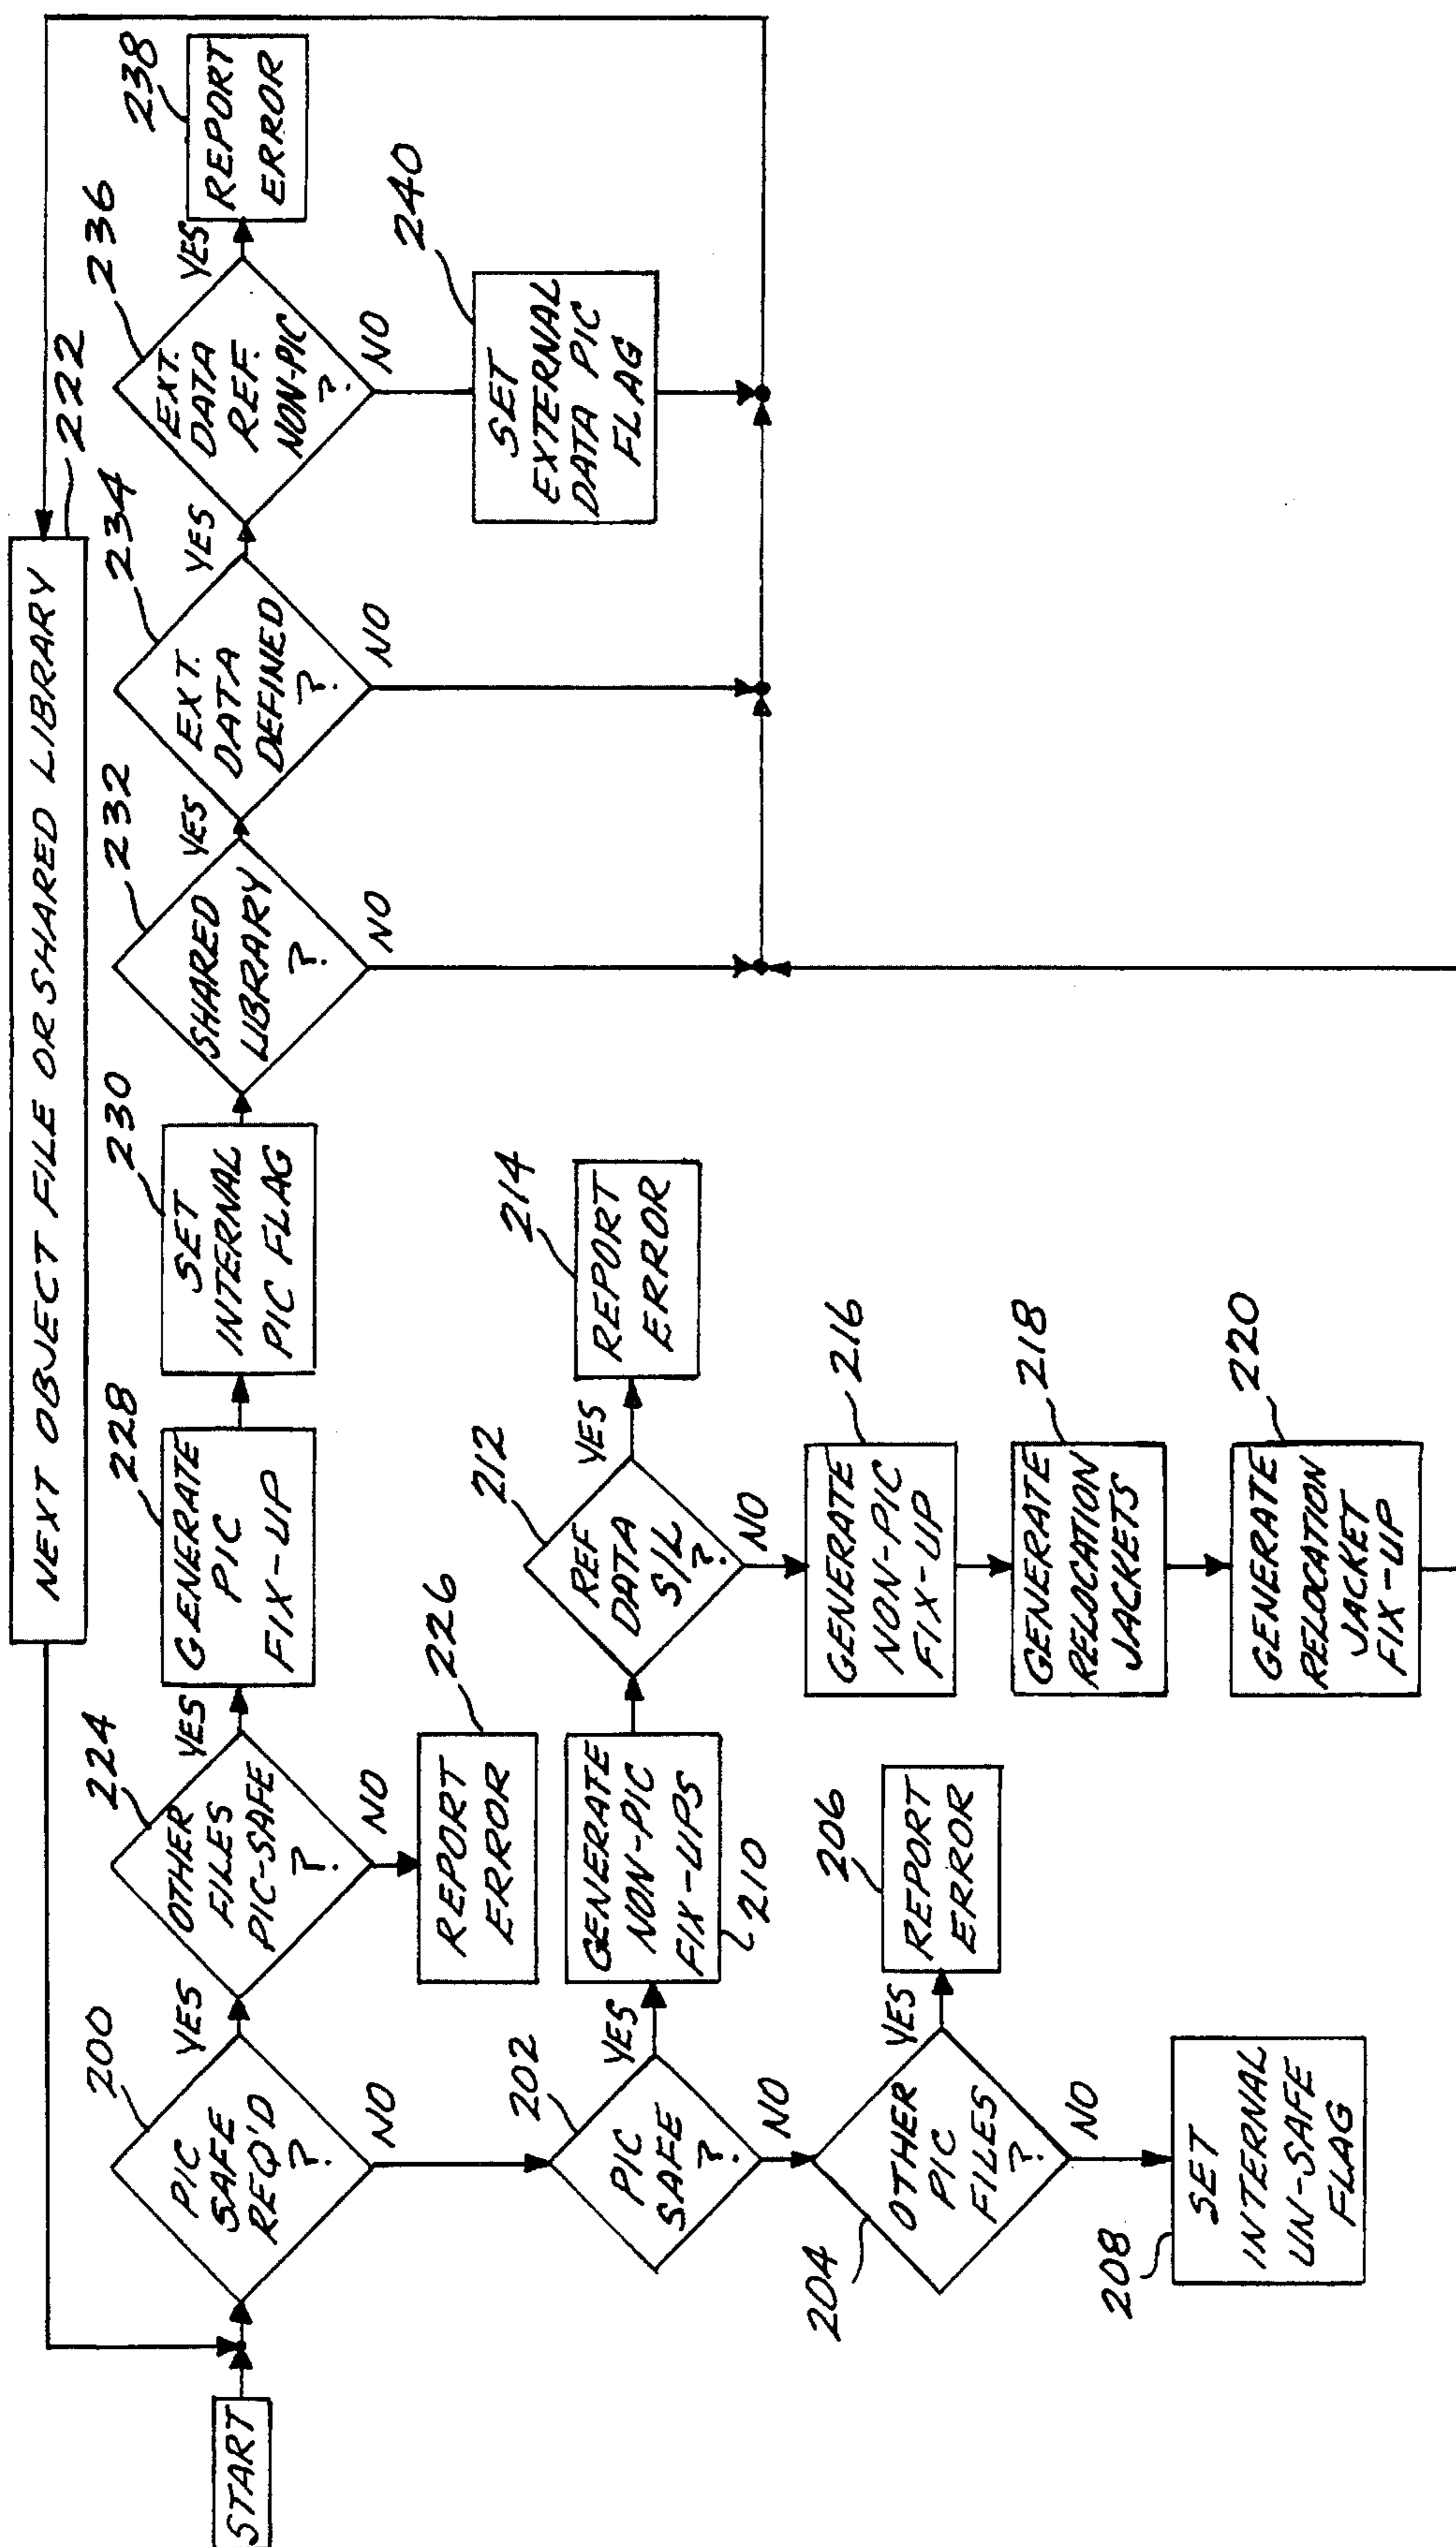 NEXT OBJECT FILE OR SHARED LIBRARY
222
START
200
PIC
SAFE
REQ'D
?
YES
NO
224
OTHER
FILES
PIC-SAFE
?
YES
NO
226
REPORT
ERROR
228
GENERATE
PIC
FIX-UP
230
SET
INTERNAL
PIC FLAG
232
SHARED
LIBRARY
?
YES
NO
234
EXT.
DATA
DEFINED
?
YES
NO
236
EXT.
DATA
REF.
NON-PIC
?
YES
NO
238
REPORT
ERROR
240
SET
EXTERNAL
DATA PIC
FLAG
202
PIC
SAFE
?
YES
NO
GENERATE
NON-PIC
FIX-UPS
210
212
REF
DATA
S/L
?
YES
NO
214
REPORT
ERROR
216
GENERATE
NON-PIC
FIX-UP
218
GENERATE
RELOCATION
JACKETS
220
GENERATE
RELOCATION
JACKET
FIX-UP
204
OTHER
PIC
FILES
?
YES
NO
206
REPORT
ERROR
208
SET
INTERNAL
UN-SAFE
FLAG